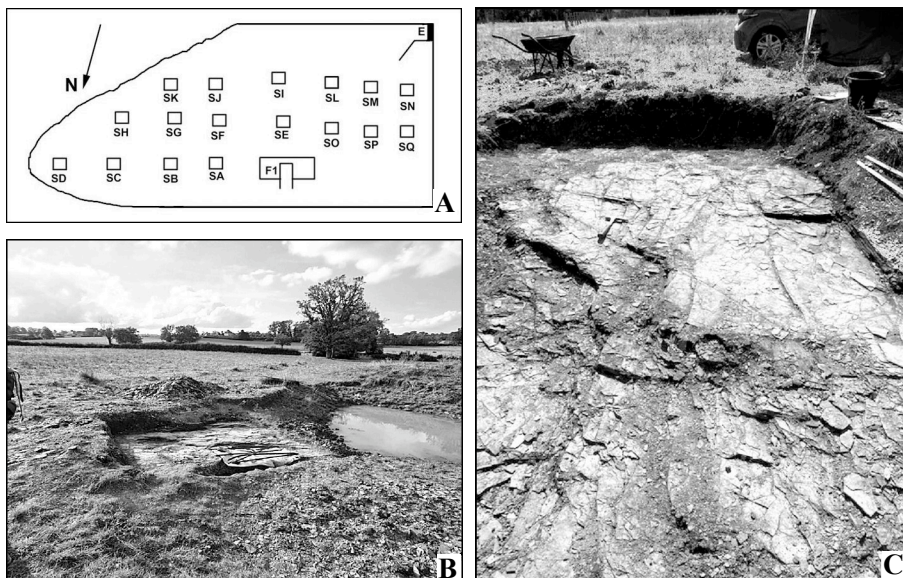 E
N
SK SJ SI SL SM SN
SH SG SF SE SO SP SQ
SD SC SB SA F1
A
B
C